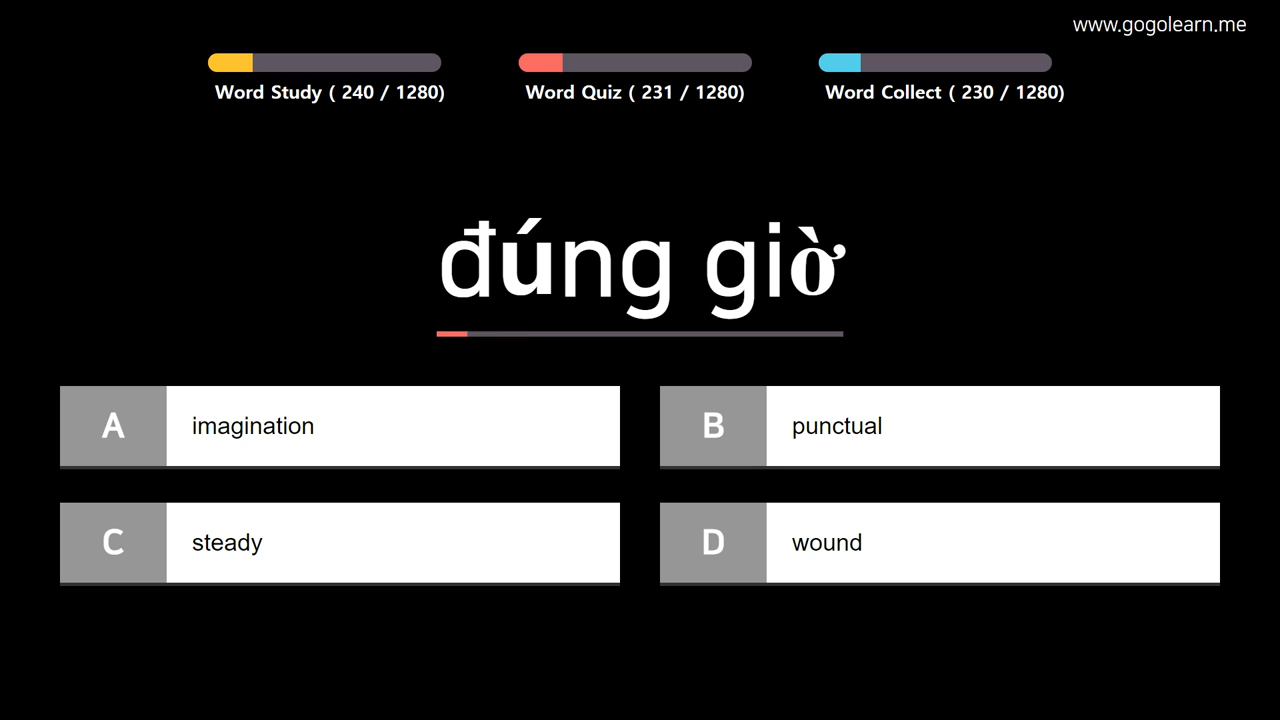 www.gogolearn.me
Word Study ( 240 / 1280)
Word Quiz ( 231 / 1280)
Word Collect ( 230 / 1280)
đúng giờ
A imagination
B punctual
C steady
D wound